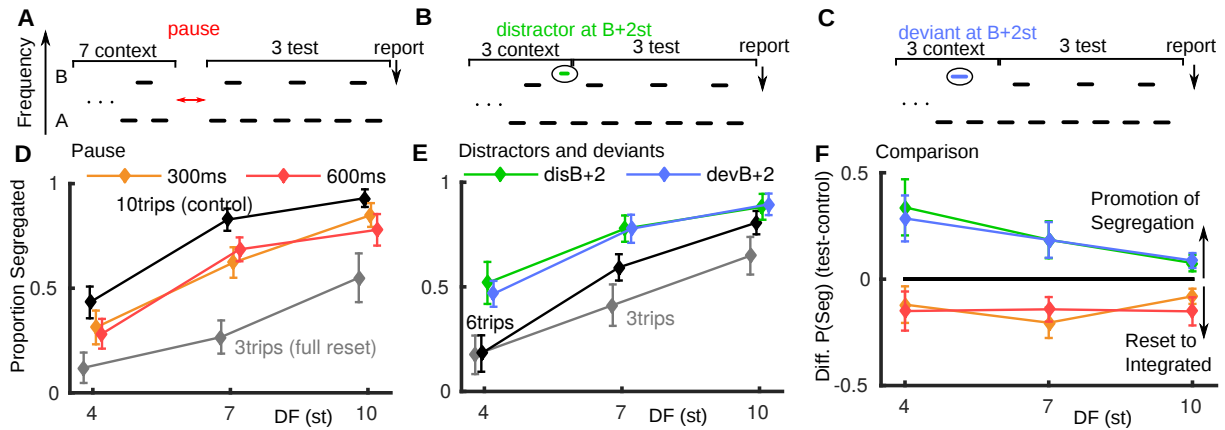 A
pause
7 context
3 test
report
Frequency
B
A
. . .
B
distractor at B+2st
3 context
3 test
report
. . .
C
deviant at B+2st
3 context
3 test
report
. . .
D
Pause
300ms
600ms
10trips (control)
3trips (full reset)
Proportion Segregated
1
0.5
0
4
7
10
DF (st)
E
Distractors and deviants
disB+2
devB+2
6trips
3trips
1
0.5
0
4
7
10
DF (st)
F
Comparison
Promotion of
Segregation
Reset to
Integrated
Diff. P(Seg) (test-control)
0.5
0
-0.5
4
7
10
DF (st)